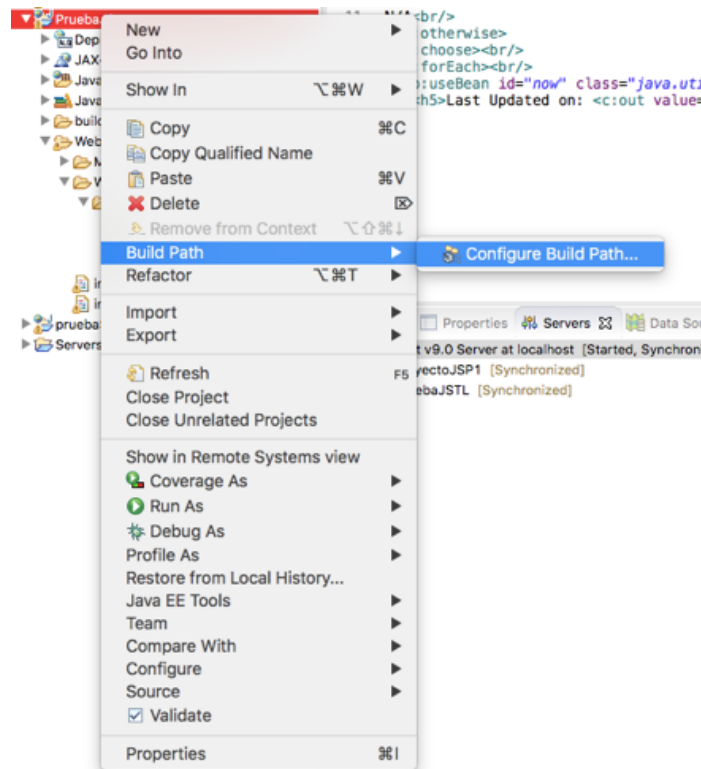 Prueba
Dep
JAX-
Java
Java
build
Web
M
W
in
in
prueba
Servers
New
Go Into
Show In ⌥⌘W
Copy ⌘C
Copy Qualified Name
Paste ⌘V
Delete ⌦
Remove from Context ⌥⇧⌘↓
Build Path
Refactor ⌥⌘T
Import
Export
Refresh F5
Close Project
Close Unrelated Projects
Show in Remote Systems view
Coverage As
Run As
Debug As
Profile As
Restore from Local History...
Java EE Tools
Team
Compare With
Configure
Source
Validate
Properties ⌘I
Configure Build Path...
<br/>
otherwise>
choose><br/>
forEach><br/>
:useBean id="now" class="java.uti
h5>Last Updated on: <c:out value=
Properties Servers Data Sou
t v9.0 Server at localhost [Started, Synchron
yectoJSP1 [Synchronized]
ebaJSTL [Synchronized]